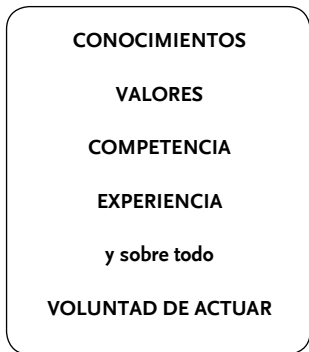 CONOCIMIENTOS
VALORES
COMPETENCIA
EXPERIENCIA
y sobre todo
VOLUNTAD DE ACTUAR